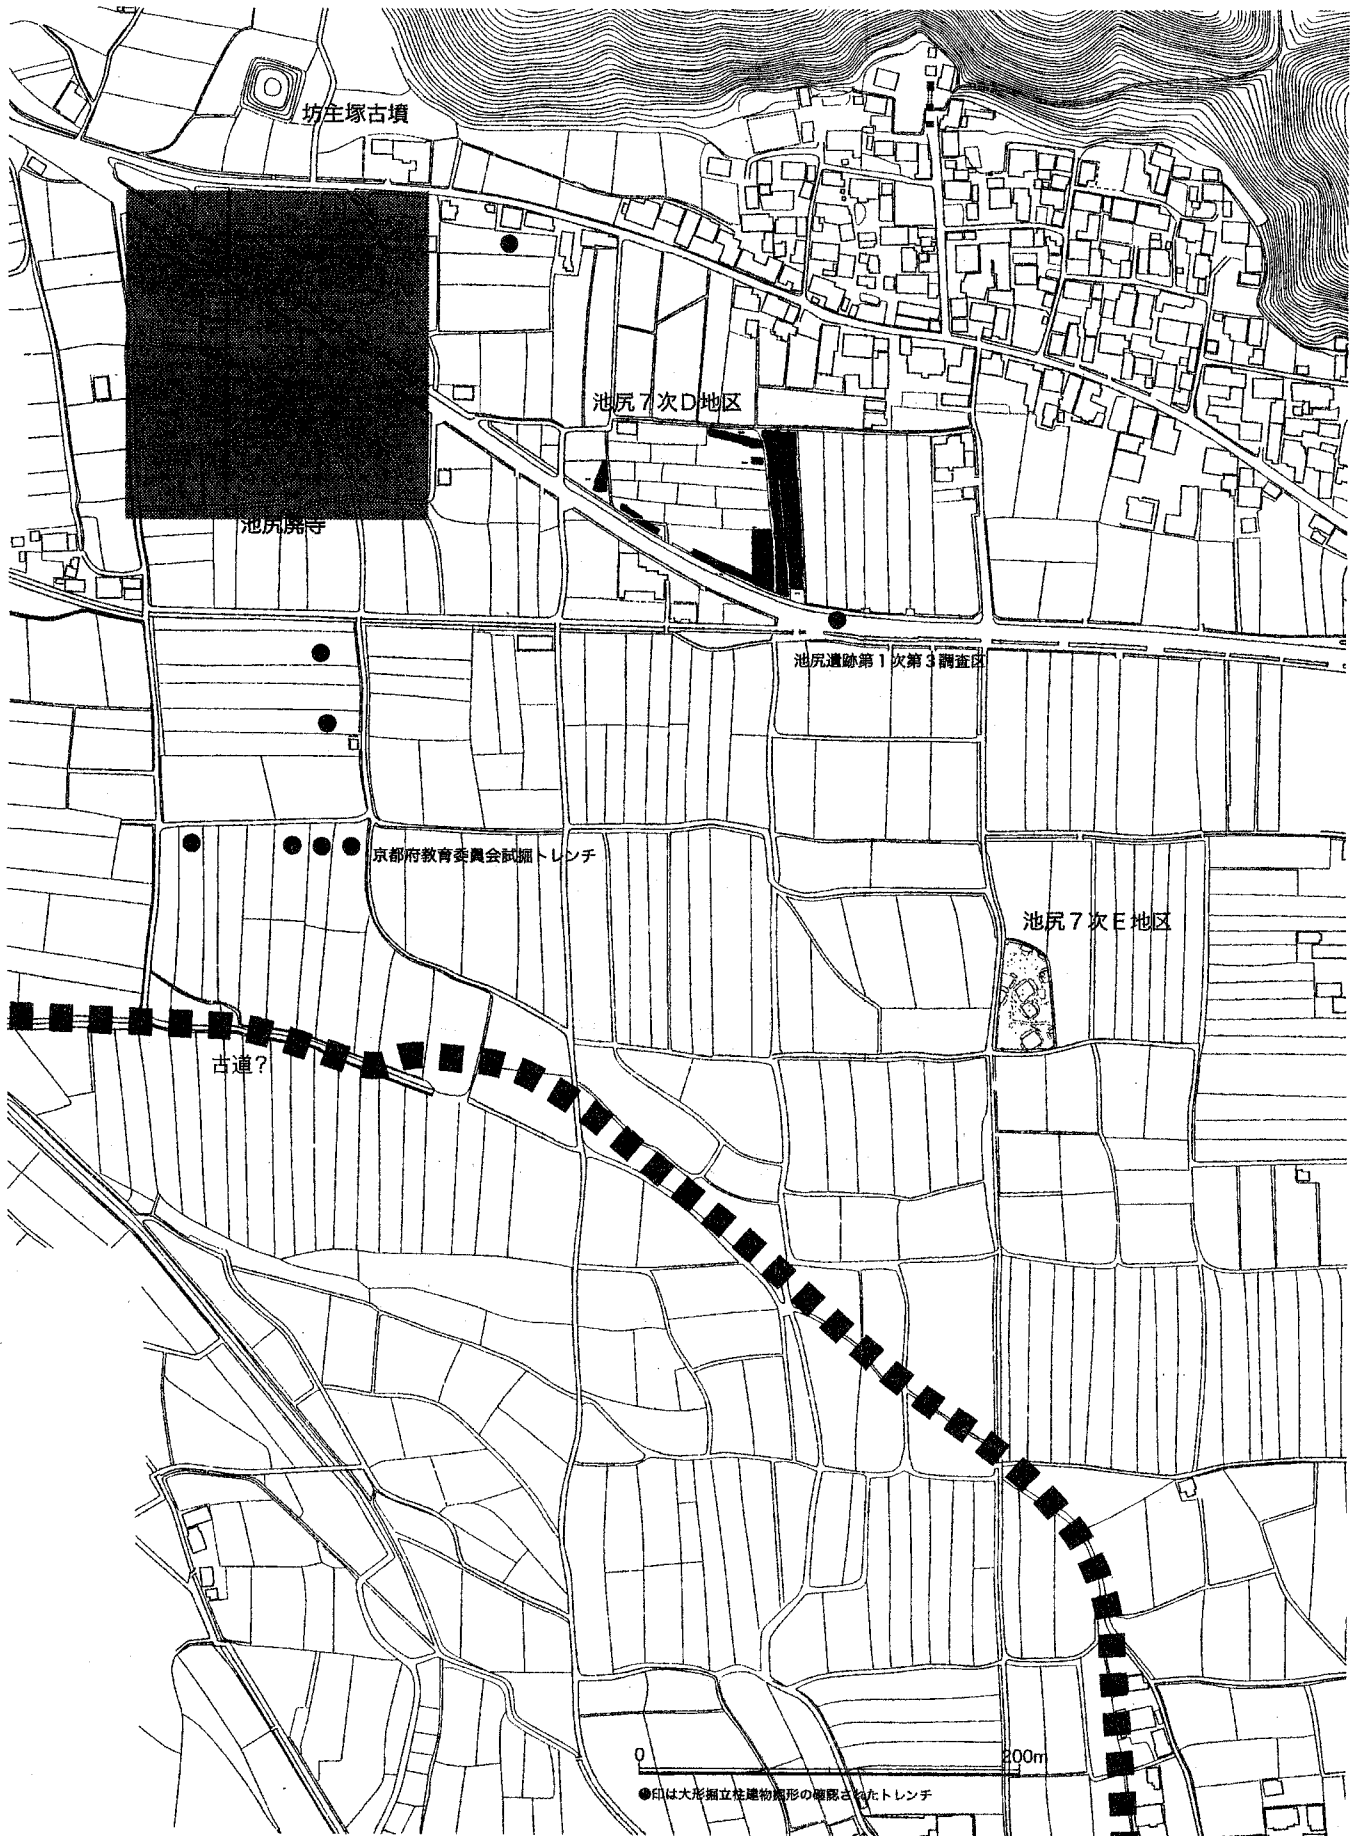 坊主塚古墳
池尻7次D地区
池尻廃寺
池尻遺跡第1次第3調査区
京都府教育委員会試掘トレンチ
池尻7次E地区
古道?
0 200m
●印は大形掘立柱建物掘形の確認されたトレンチ